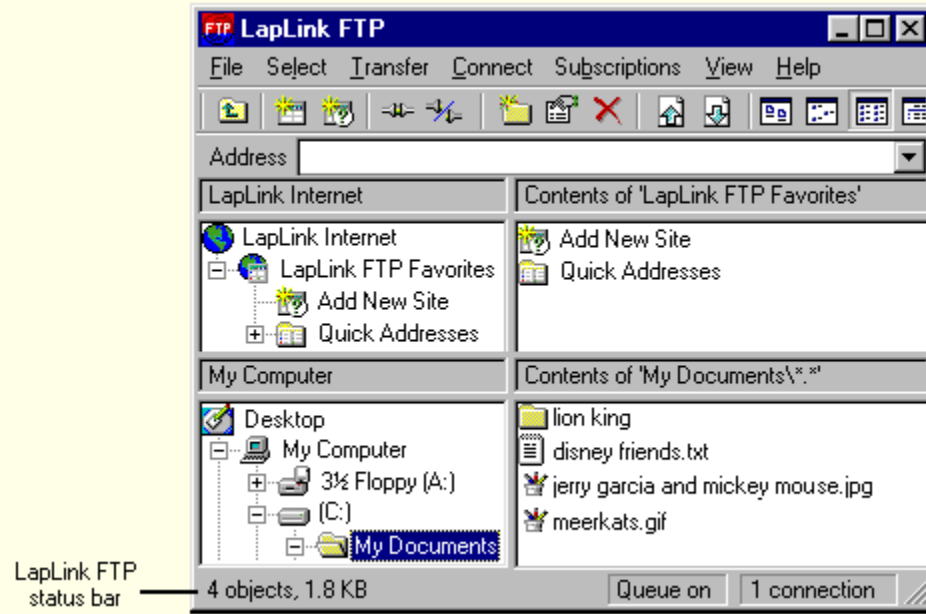 FTP LapLink FTP
File Select Transfer Connect Subscriptions View Help
Address
LapLink Internet
Contents of 'LapLink FTP Favorites'
LapLink Internet
LapLink FTP Favorites
Add New Site
Quick Addresses
Add New Site
Quick Addresses
My Computer
Contents of 'My Documents\*.*'
Desktop
My Computer
3½ Floppy (A:)
(C:)
My Documents
lion king
disney friends.txt
jerry garcia and mickey mouse.jpg
meerkats.gif
LapLink FTP
status bar
4 objects, 1.8 KB
Queue on
1 connection